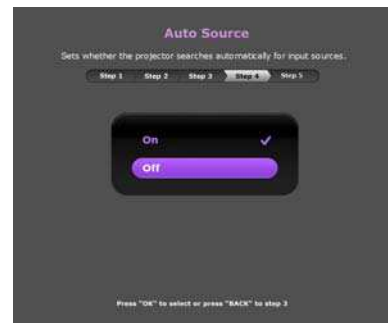 Auto Source
Sets whether the projector searches automatically for input sources.
Step 1 Step 2 Step 3 Step 4 Step 5
On
Off
Press "OK" to select or press "BACK" to step 3